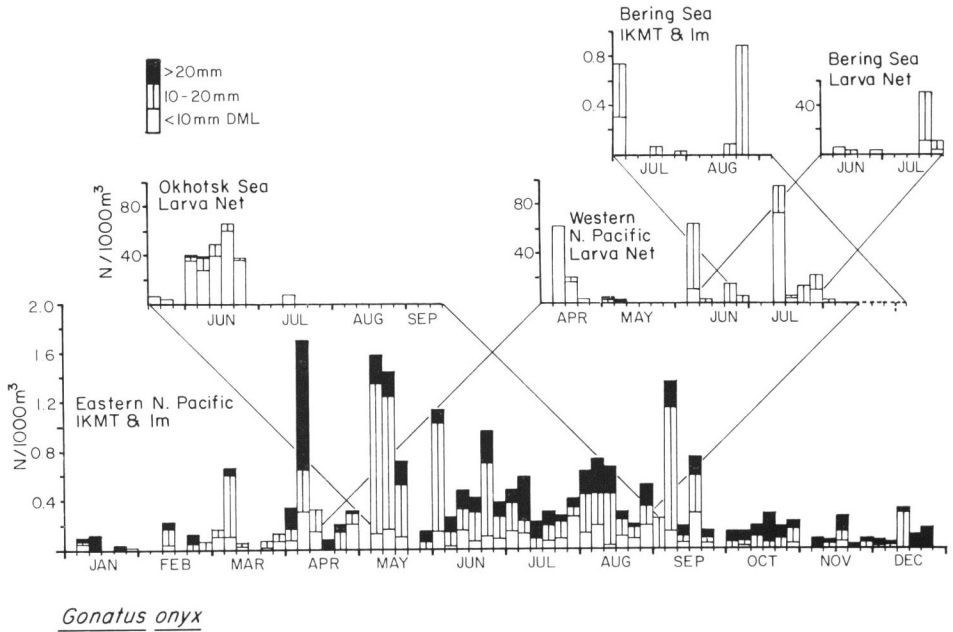 Bering Sea
IKMT & Im
0.8
0.4
JUL AUG
Bering Sea
Larva Net
40
JUN JUL
>20mm
10-20mm
<10mm DML
Okhotsk Sea
Larva Net
N/1000m³
80
40
JUN JUL AUG SEP
Western
N. Pacific
Larva Net
80
40
APR MAY JUN JUL
Eastern N. Pacific
IKMT & Im
N/1000m³
2.0
1.6
1.2
0.8
0.4
JAN FEB MAR APR MAY JUN JUL AUG SEP OCT NOV DEC
Gonatus onyx